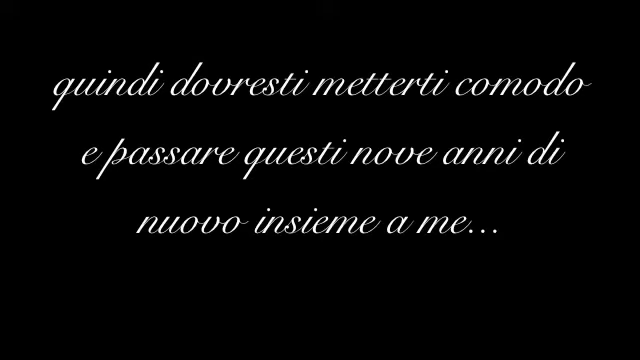 quindi dovresti metterti comodo
e passare questi nove anni di
nuovo insieme a me...